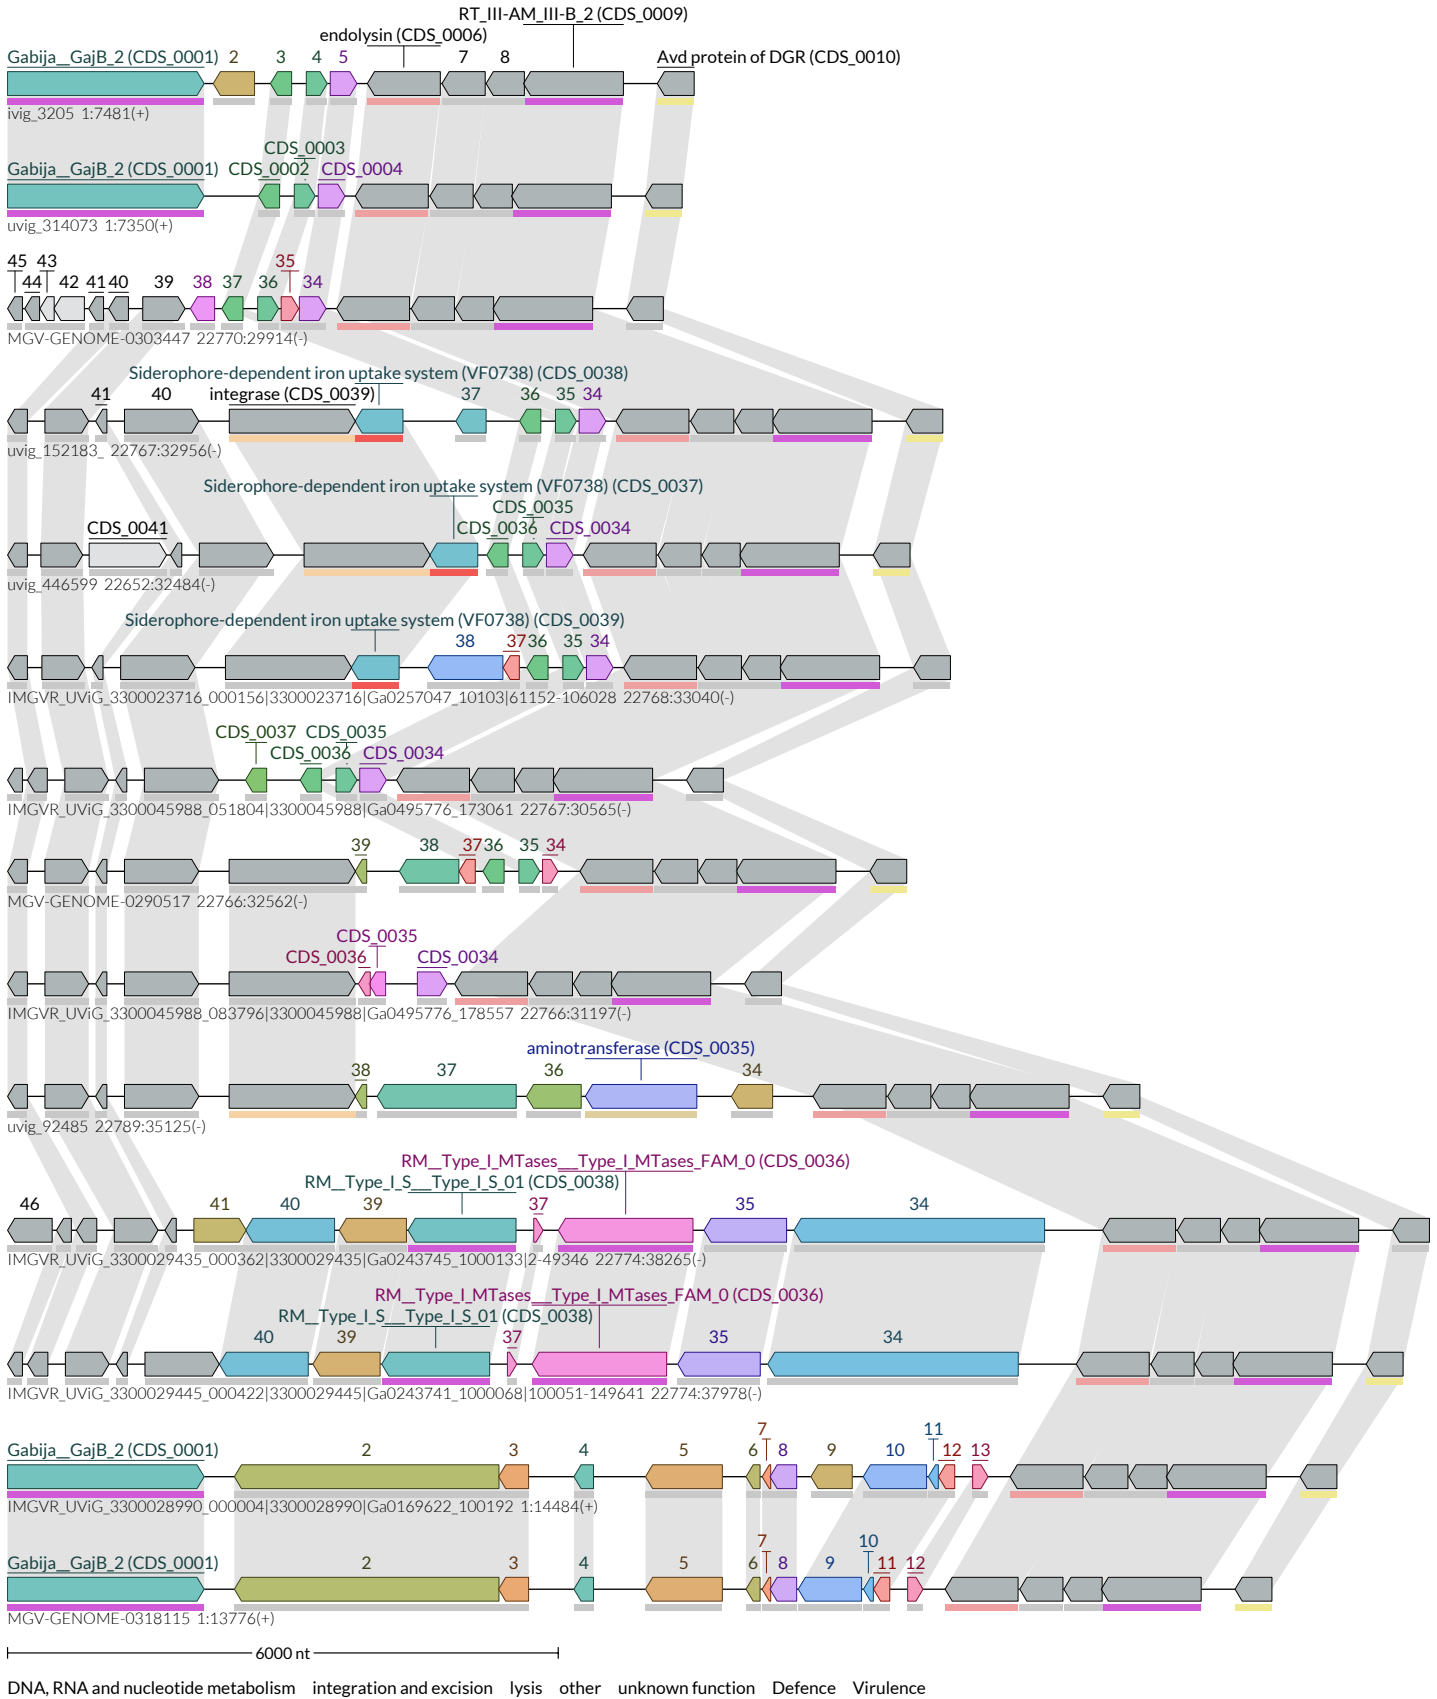 RT_III-AM_III-B_2 (CDS_0009)
endolysin (CDS_0006)
Gabija__GajB_2 (CDS_0001) 2 3 4 5 7 8 Avd protein of DGR (CDS_0010)
ivig_3205 1:7481(+)
CDS_0003
Gabija__GajB_2 (CDS_0001) CDS_0002 CDS_0004
uvig_314073 1:7350(+)
45 43 35
44 42 41 40 39 38 37 36 34
MGV-GENOME-0303447 22770:29914(-)
Siderophore-dependent iron uptake system (VF0738) (CDS_0038)
41 40 integrase (CDS_0039) 37 36 35 34
uvig_152183_ 22767:32956(-)
Siderophore-dependent iron uptake system (VF0738) (CDS_0037)
CDS_0035
CDS_0041 CDS_0036 CDS_0034
uvig_446599 22652:32484(-)
Siderophore-dependent iron uptake system (VF0738) (CDS_0039)
38 37 36 35 34
IMGVR_UViG_3300023716_000156|3300023716|Ga0257047_10103|61152-106028 22768:33040(-)
CDS_0037 CDS_0035
CDS_0036 CDS_0034
IMGVR_UViG_3300045988_051804|3300045988|Ga0495776_173061 22767:30565(-)
39 38 37 36 35 34
MGV-GENOME-0290517 22766:32562(-)
CDS_0035
CDS_0036 CDS_0034
IMGVR_UViG_3300045988_083796|3300045988|Ga0495776_178557 22766:31197(-)
aminotransferase (CDS_0035)
38 37 36 34
uvig_92485 22789:35125(-)
RM__Type_I_MTases__Type_I_MTases_FAM_0 (CDS_0036)
RM__Type_I_S__Type_I_S_01 (CDS_0038)
46 41 40 39 37 35 34
IMGVR_UViG_3300029435_000362|3300029435|Ga0243745_1000133|2-49346 22774:38265(-)
RM__Type_I_MTases__Type_I_MTases_FAM_0 (CDS_0036)
RM__Type_I_S__Type_I_S_01 (CDS_0038)
40 39 37 35 34
IMGVR_UViG_3300029445_000422|3300029445|Ga0243741_1000068|100051-149641 22774:37978(-)
7 11
Gabija__GajB_2 (CDS_0001) 2 3 4 5 6 8 9 10 12 13
IMGVR_UViG_3300028990_000004|3300028990|Ga0169622_100192 1:14484(+)
7 10
Gabija__GajB_2 (CDS_0001) 2 3 4 5 6 8 9 11 12
MGV-GENOME-0318115 1:13776(+)
6000 nt
DNA, RNA and nucleotide metabolism integration and excision lysis other unknown function Defence Virulence